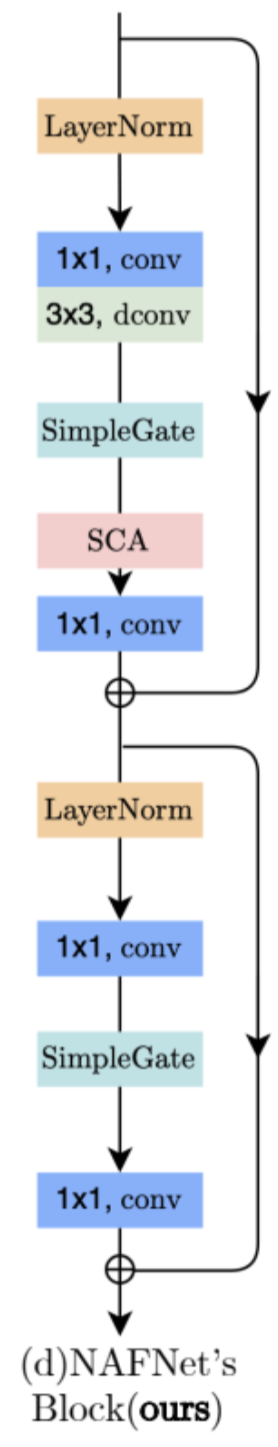 LayerNorm
1x1, conv
3x3, dconv
SimpleGate
SCA
1x1, conv
LayerNorm
1x1, conv
SimpleGate
1x1, conv
(d)NAFNet's
Block(ours)